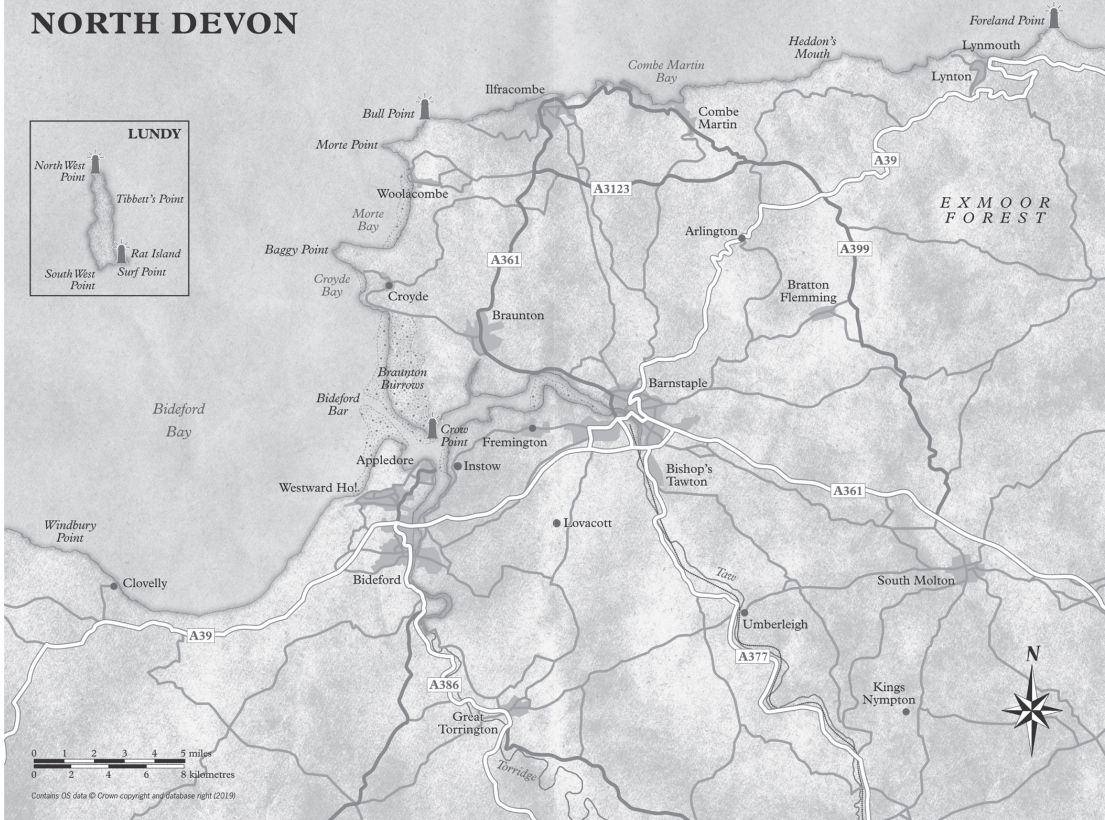 NORTH DEVON
Foreland Point
Lynmouth
Heddon's
Mouth
Lynton
Combe Martin
Bay
Ilfracombe
Bull Point
Combe
Martin
LUNDY
North West
Point
Tibbett's Point
Rat Island
Surf Point
South West
Point
Morte Point
A39
Woolacombe
A3123
EXMOOR
FOREST
Morte
Bay
Arlington
Baggy Point
A361
A399
Croyde
Bay
Croyde
Bratton
Flemming
Braunton
Braunton
Burrows
Barnstaple
Bideford
Bar
Bideford
Bay
Crow
Point
Fremington
Appledore
Instow
Bishop's
Tawton
Westward Ho!
A361
Windbury
Point
Lovacott
Clovelly
Bideford
Taw
South Molton
Umberleigh
A39
A377
A386
Kings
Nympton
N
Great
Torrington
Torridge
0 1 2 3 4 5 miles
0 2 4 6 8 kilometres
Contains OS data © Crown copyright and database right (2019)